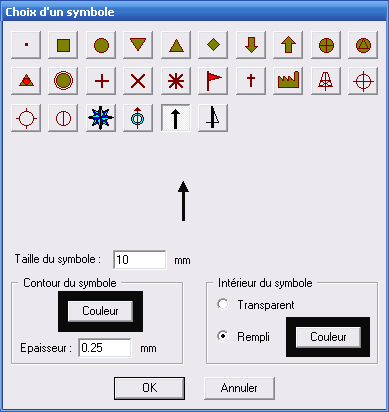 Choix d'un symbole
Taille du symbole : 10 mm
Contour du symbole
Couleur
Epaisseur : 0.25 mm
Intérieur du symbole
Transparent
Rempli Couleur
OK Annuler